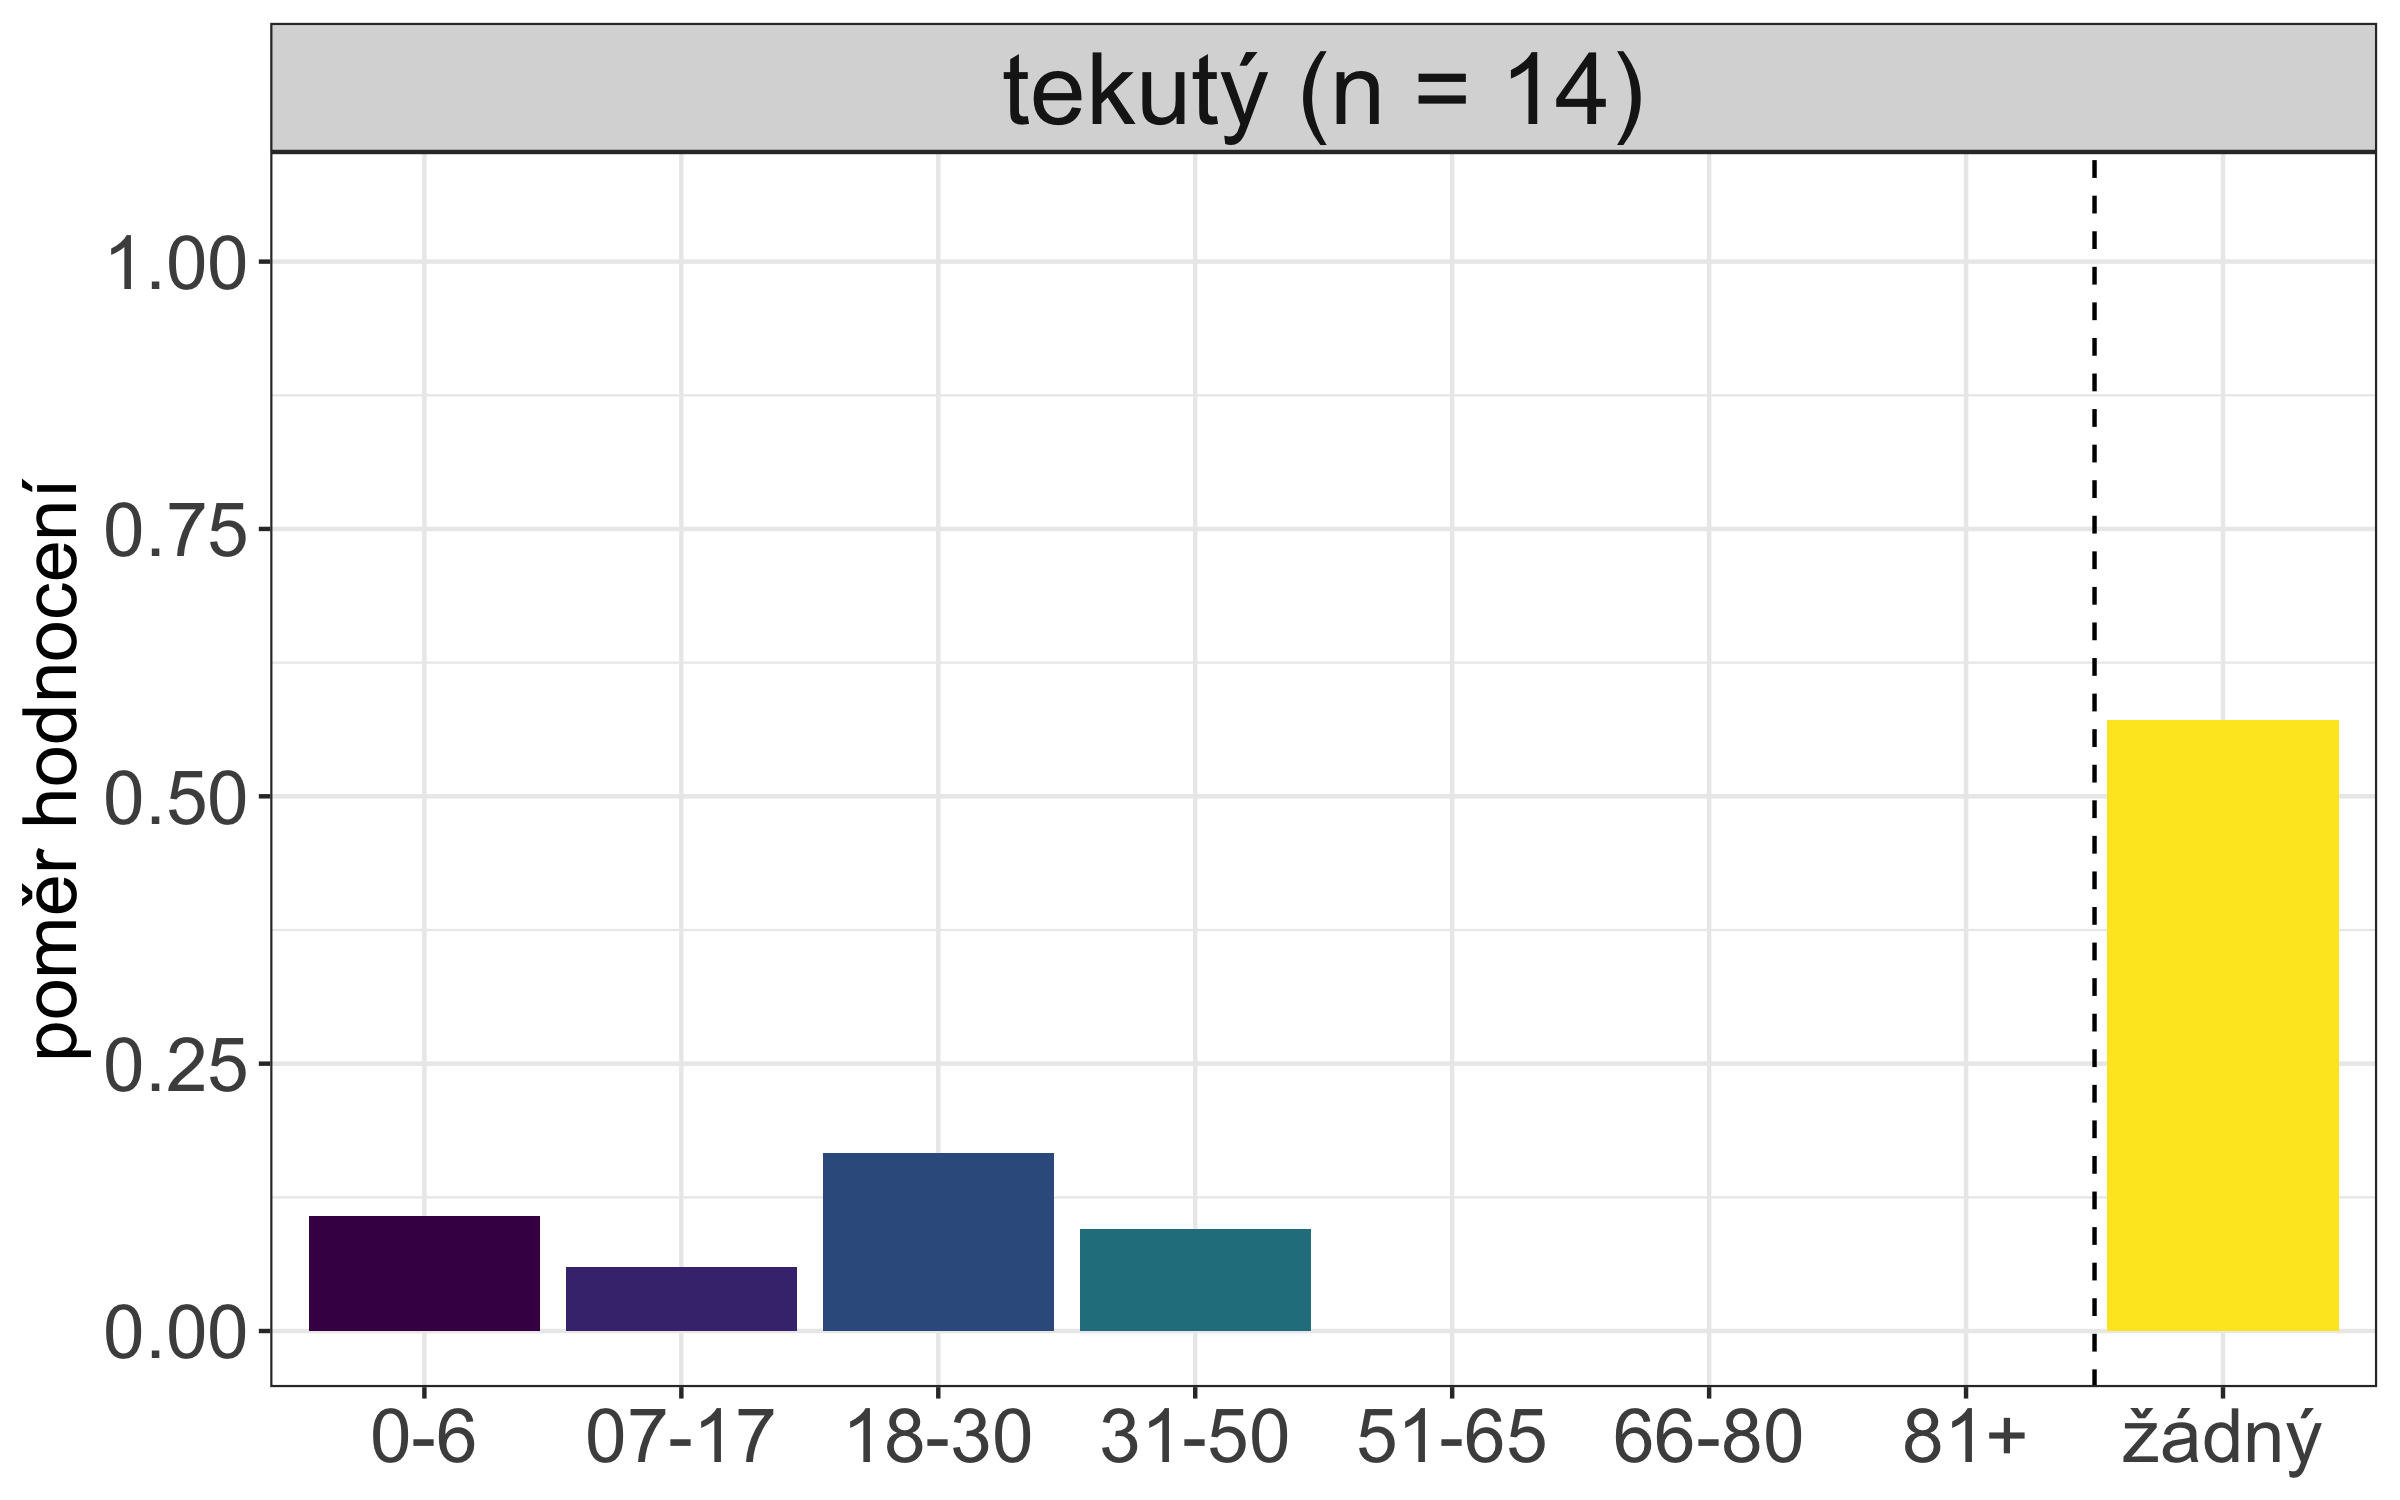 tekutý (n = 14)
poměr hodnocení
1.00
0.75
0.50
0.25
0.00
0-6 07-17 18-30 31-50 51-65 66-80 81+ žádný